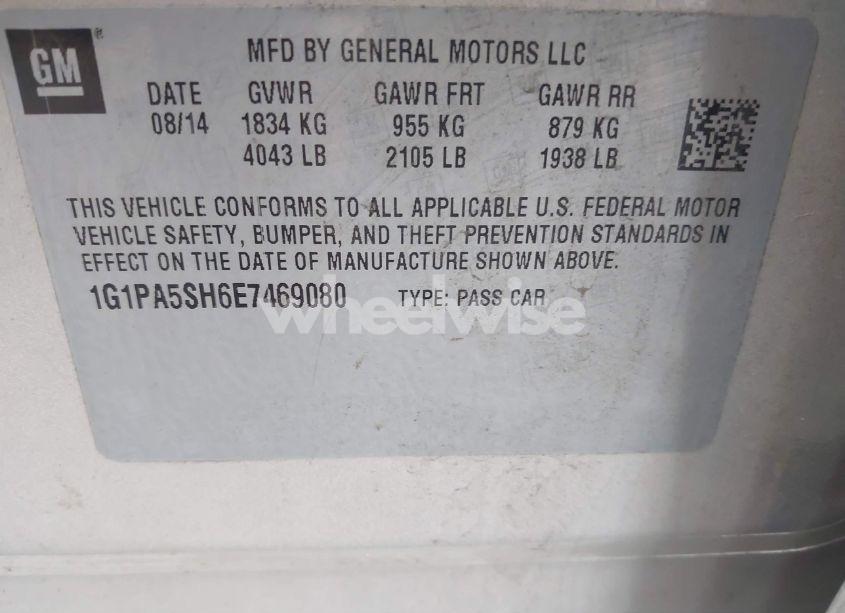 GM ®
MFD BY GENERAL MOTORS LLC
DATE GVWR GAWR FRT GAWR RR
08/14 1834 KG 955 KG 879 KG
4043 LB 2105 LB 1938 LB
THIS VEHICLE CONFORMS TO ALL APPLICABLE U.S. FEDERAL MOTOR
VEHICLE SAFETY, BUMPER, AND THEFT PREVENTION STANDARDS IN
EFFECT ON THE DATE OF MANUFACTURE SHOWN ABOVE.
1G1PA5SH6E7469080 TYPE: PASS CAR
wheelwise